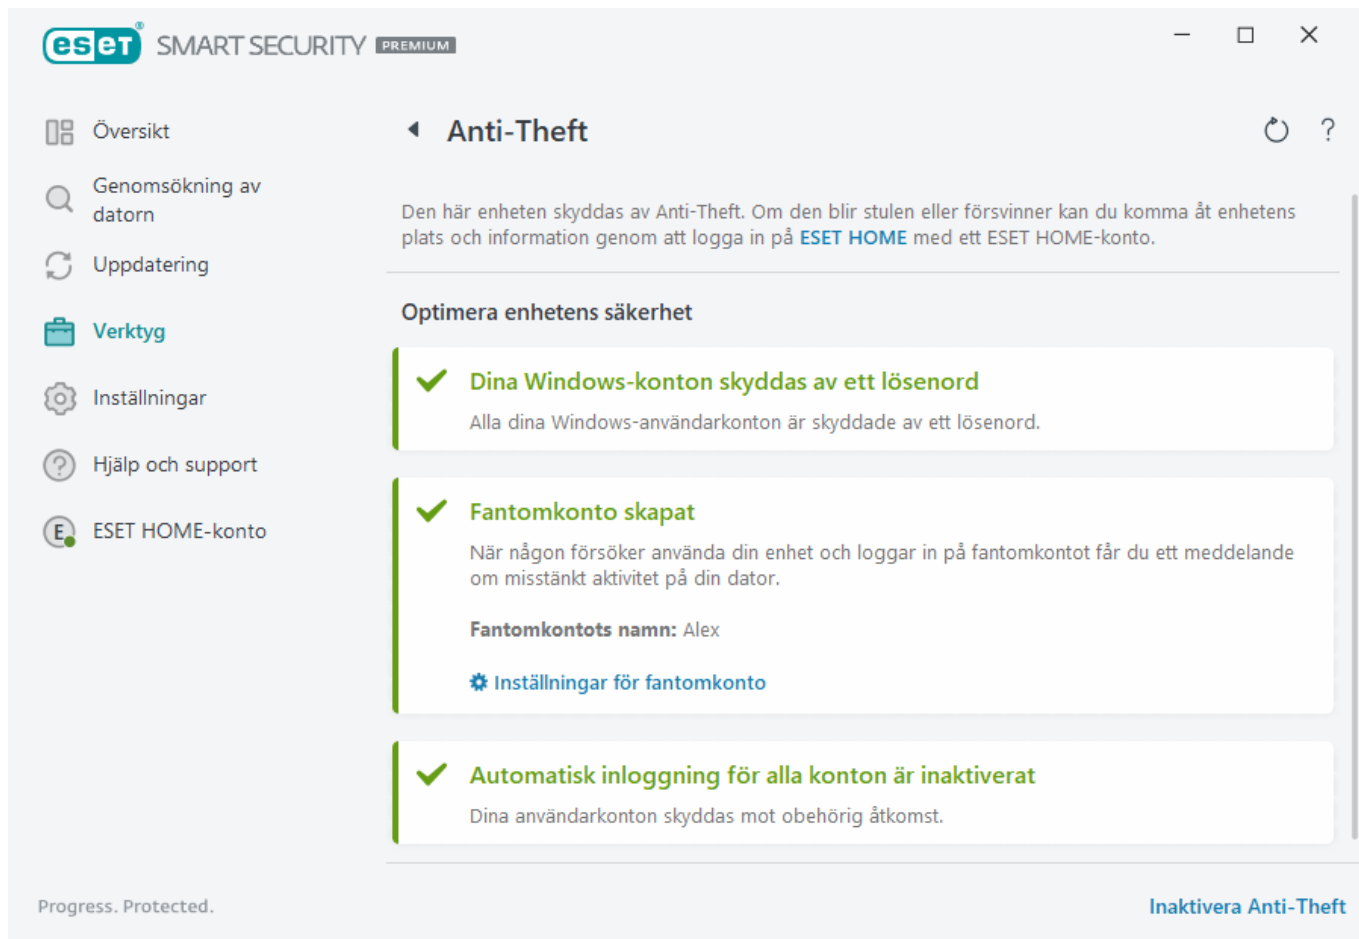 eset® SMART SECURITY PREMIUM
Översikt
Genomsökning av
datorn
Uppdatering
Verktyg
Inställningar
Hjälp och support
E ESET HOME-konto
Anti-Theft
?
Den här enheten skyddas av Anti-Theft. Om den blir stulen eller försvinner kan du komma åt enhetens
plats och information genom att logga in på ESET HOME med ett ESET HOME-konto.
Optimera enhetens säkerhet
Dina Windows-konton skyddas av ett lösenord
Alla dina Windows-användarkonton är skyddade av ett lösenord.
Fantomkonto skapat
När någon försöker använda din enhet och loggar in på fantomkontot får du ett meddelande
om misstänkt aktivitet på din dator.
Fantomkontots namn: Alex
Inställningar för fantomkonto
Automatisk inloggning för alla konton är inaktiverat
Dina användarkonton skyddas mot obehörig åtkomst.
Progress. Protected.
Inaktivera Anti-Theft